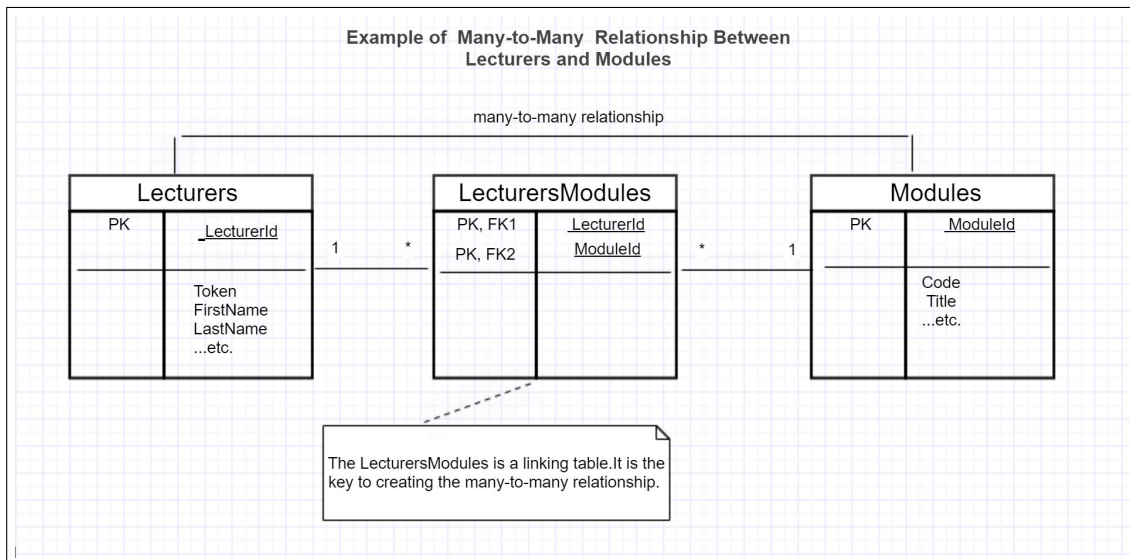 Example of Many-to-Many Relationship Between
Lecturers and Modules
many-to-many relationship
Lecturers
PK
_LecturerId
Token
FirstName
LastName
...etc.
1
*
LecturersModules
PK, FK1
LecturerId
PK, FK2
ModuleId
*
1
Modules
PK
ModuleId
Code
Title
...etc.
The LecturersModules is a linking table.It is the
key to creating the many-to-many relationship.